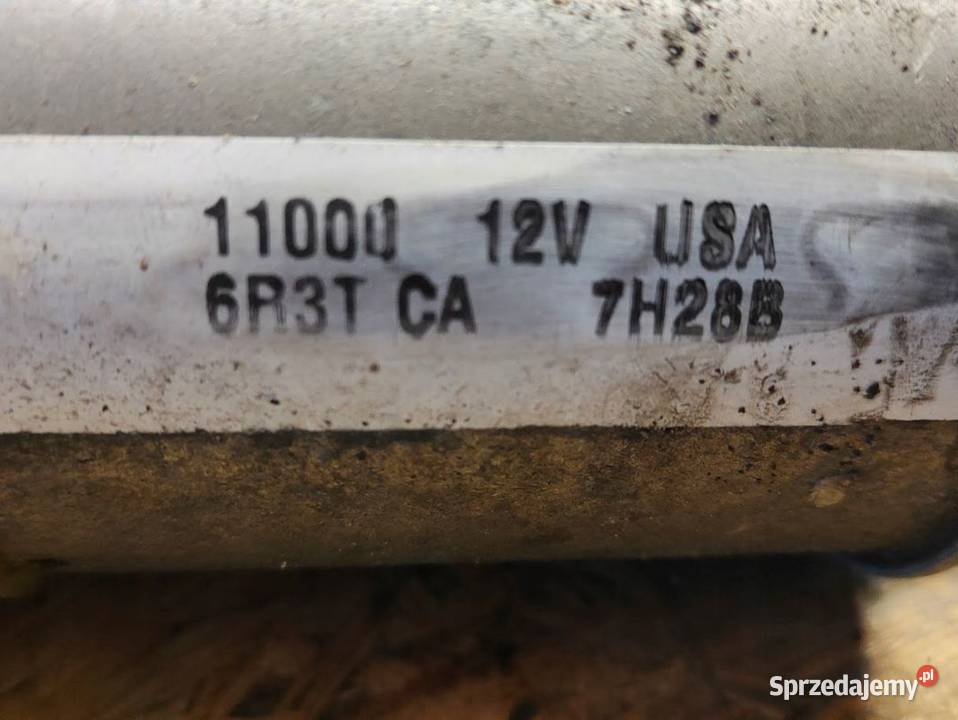 11000 12V USA
6R3T CA 7H28B
Sprzedajemy.pl